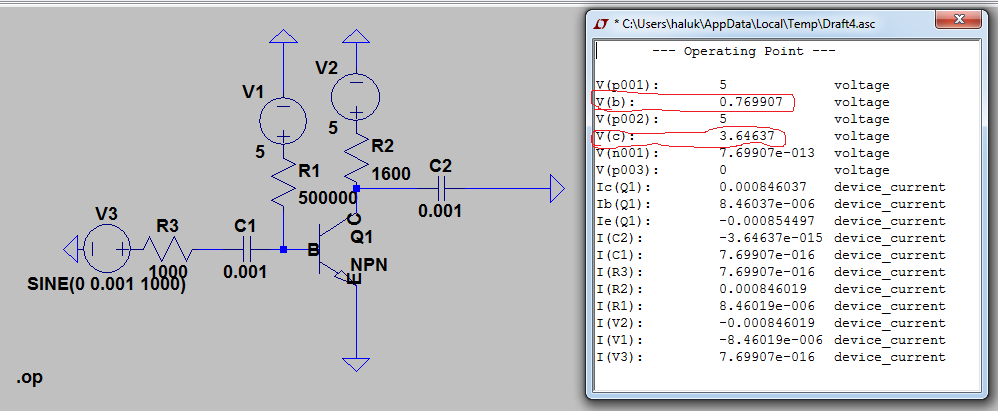 V1
5
V2
5
R1
500000
R2
1600
C2
0.001
V3
SINE(0 0.001 1000)
R3
1000
C1
0.001
B
C
Q1
NPN
E
.op
* C:\Users\haluk\AppData\Local\Temp\Draft4.asc
--- Operating Point ---
V(p001): 5 voltage
V(b): 0.769907 voltage
V(p002): 5 voltage
V(c): 3.64637 voltage
V(n001): 7.69907e-013 voltage
V(p003): 0 voltage
Ic(Q1): 0.000846037 device_current
Ib(Q1): 8.46037e-006 device_current
Ie(Q1): -0.000854497 device_current
I(C2): -3.64637e-015 device_current
I(C1): 7.69907e-016 device_current
I(R3): 7.69907e-016 device_current
I(R2): 0.000846019 device_current
I(R1): 8.46019e-006 device_current
I(V2): -0.000846019 device_current
I(V1): -8.46019e-006 device_current
I(V3): 7.69907e-016 device_current